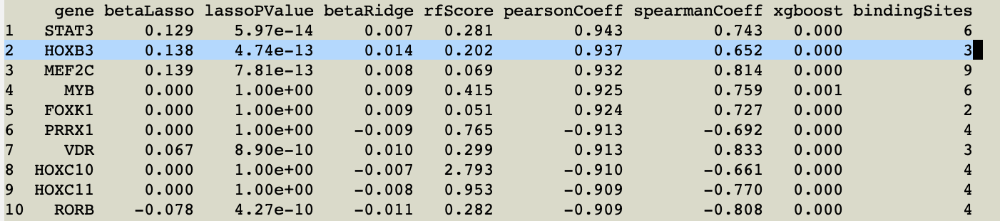 gene betaLasso lassoPValue betaRidge rfScore pearsonCoeff spearmanCoeff xgboost bindingSites
1 STAT3 0.129 5.97e-14 0.007 0.281 0.943 0.743 0.000 6
2 HOXB3 0.138 4.74e-13 0.014 0.202 0.937 0.652 0.000 3
3 MEF2C 0.139 7.81e-13 0.008 0.069 0.932 0.814 0.000 9
4 MYB 0.000 1.00e+00 0.009 0.415 0.925 0.759 0.001 6
5 FOXK1 0.000 1.00e+00 0.009 0.051 0.924 0.727 0.000 2
6 PRRX1 0.000 1.00e+00 -0.009 0.765 -0.913 -0.692 0.000 4
7 VDR 0.067 8.90e-10 0.010 0.299 0.913 0.833 0.000 3
8 HOXC10 0.000 1.00e+00 -0.007 2.793 -0.910 -0.661 0.000 4
9 HOXC11 0.000 1.00e+00 -0.008 0.953 -0.909 -0.770 0.000 4
10 RORB -0.078 4.27e-10 -0.011 0.282 -0.909 -0.808 0.000 4